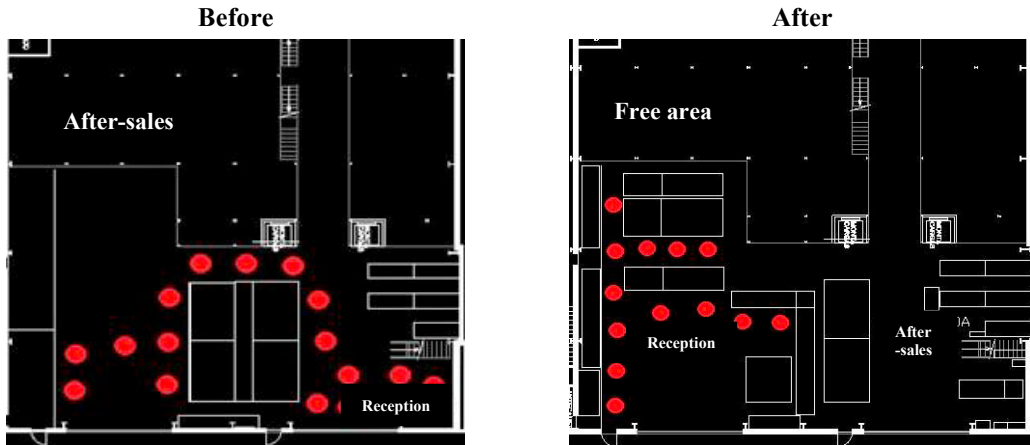 Before
After
After-sales
Free area
Reception
Reception
After
-sales